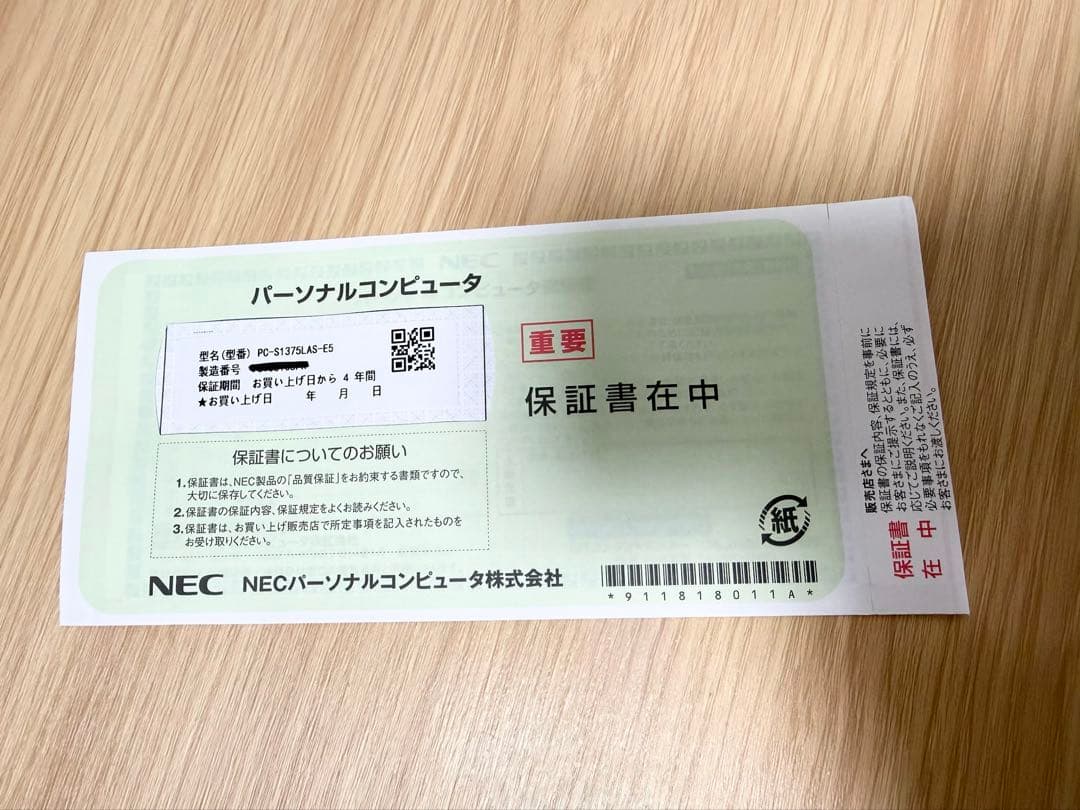 パーソナルコンピュータ
型名(型番) PC-S1375LAS-E5
製造番号
保証期間 お買い上げ日から 4 年間
★お買い上げ日 年 月 日
保証書についてのお願い
1.保証書は、NEC製品の「品質保証」をお約束する書類ですので、
大切に保存してください。
2.保証書の保証内容、保証規定をよくお読みください。
3.保証書は、お買い上げ販売店で所定事項を記入されたものを
お受け取りください。
NEC NECパーソナルコンピュータ株式会社
重要
保証書在中
紙
*911818011A*
販売店さまへ
保証書の保証内容、保証規定を事前に
お客さまにご提示するとともに、必要に
応じてご説明ください。また、保証書には、
必要事項をもれなくご記入のうえ、必ず
お客さまにお渡しください。
保証書
在中